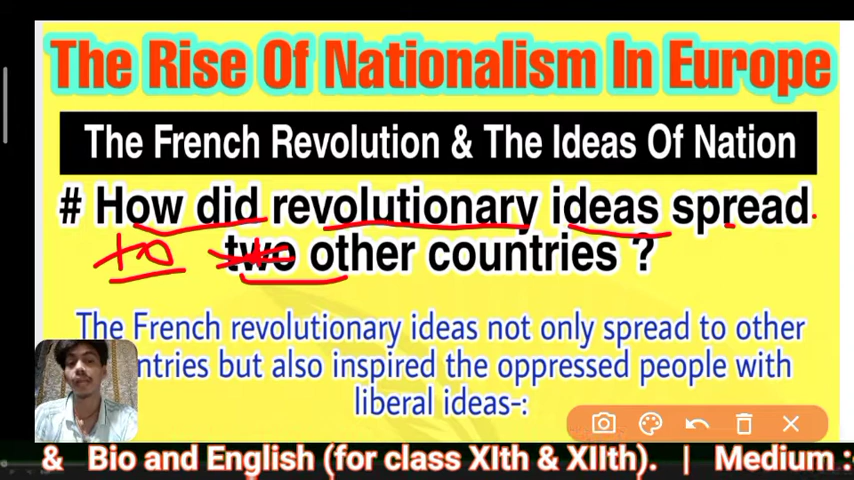 The Rise Of Nationalism In Europe
The French Revolution & The Ideas Of Nation
# How did revolutionary ideas spread
to two other countries ?
The French revolutionary ideas not only spread to other
ntries but also inspired the oppressed people with
liberal ideas-:
& Bio and English (for class XIth & XIIth). | Medium :